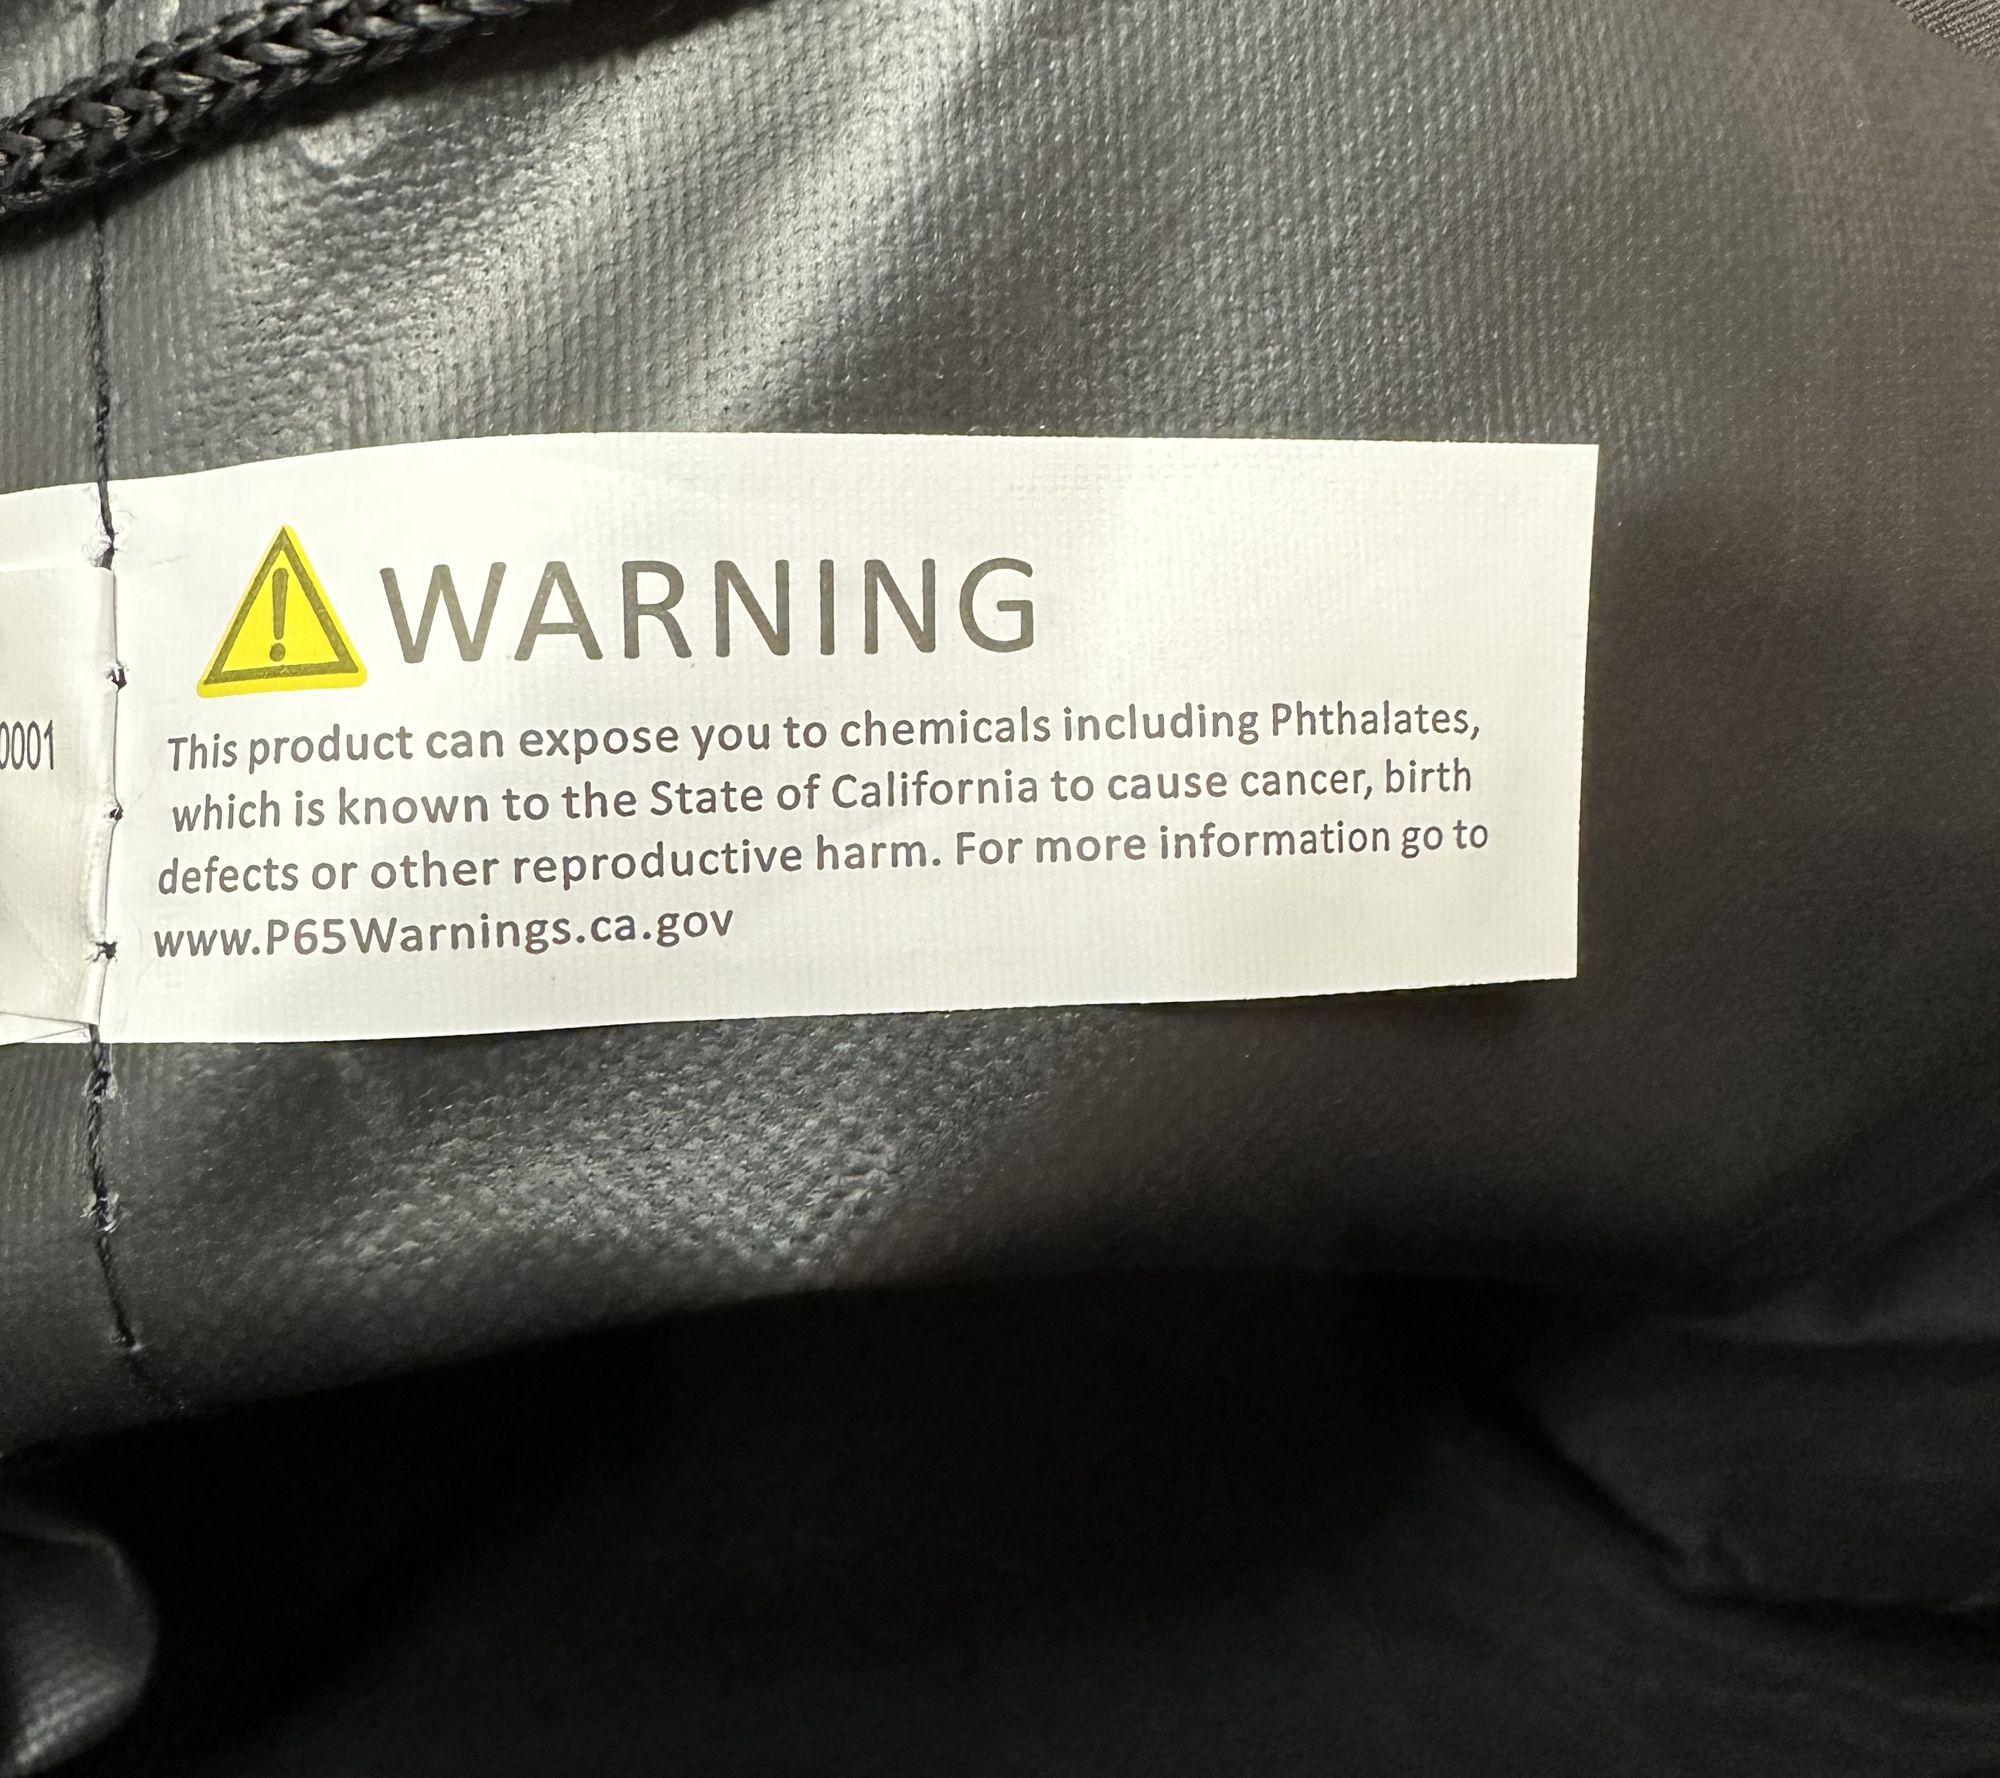 WARNING
0001
This product can expose you to chemicals including Phthalates,
which is known to the State of California to cause cancer, birth
defects or other reproductive harm. For more information go to
www.P65Warnings.ca.gov